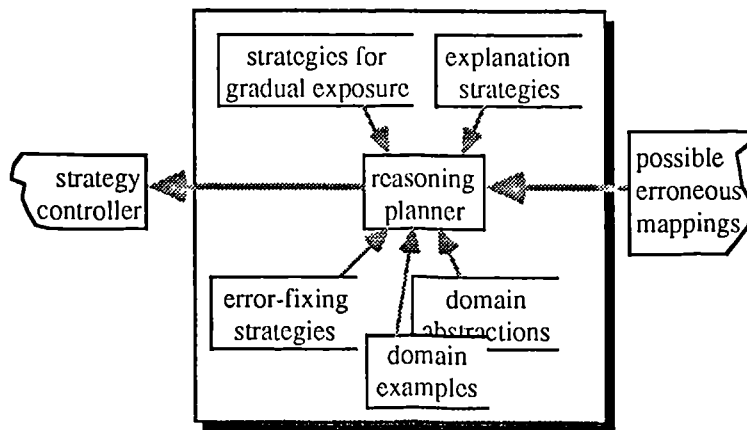 strategies for
gradual exposure
explanation
strategies
strategy
controller
reasoning
planner
possible
erroneous
mappings
error-fixing
strategies
domain
abstractions
domain
examples